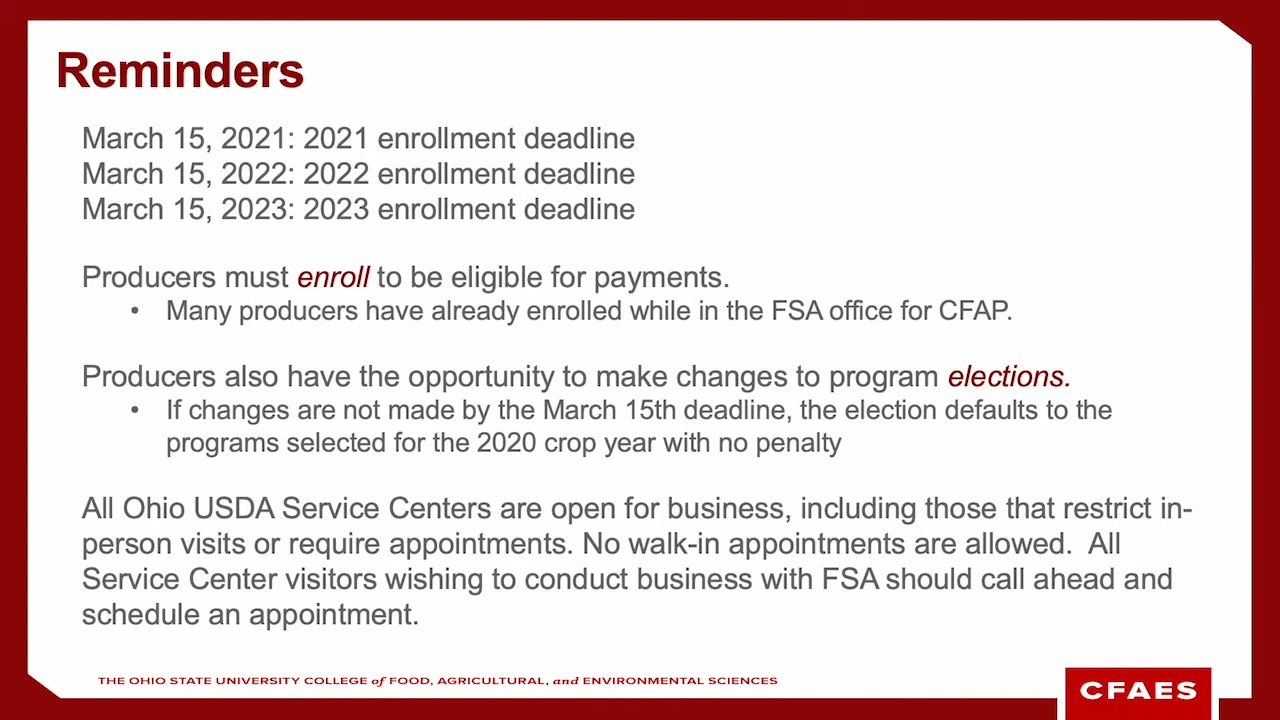 Reminders
March 15, 2021: 2021 enrollment deadline
March 15, 2022: 2022 enrollment deadline
March 15, 2023: 2023 enrollment deadline
Producers must enroll to be eligible for payments.
• Many producers have already enrolled while in the FSA office for CFAP.
Producers also have the opportunity to make changes to program elections.
• If changes are not made by the March 15th deadline, the election defaults to the
programs selected for the 2020 crop year with no penalty
All Ohio USDA Service Centers are open for business, including those that restrict in-
person visits or require appointments. No walk-in appointments are allowed.  All
Service Center visitors wishing to conduct business with FSA should call ahead and
schedule an appointment.
THE OHIO STATE UNIVERSITY COLLEGE of FOOD, AGRICULTURAL, and ENVIRONMENTAL SCIENCES
CFAES